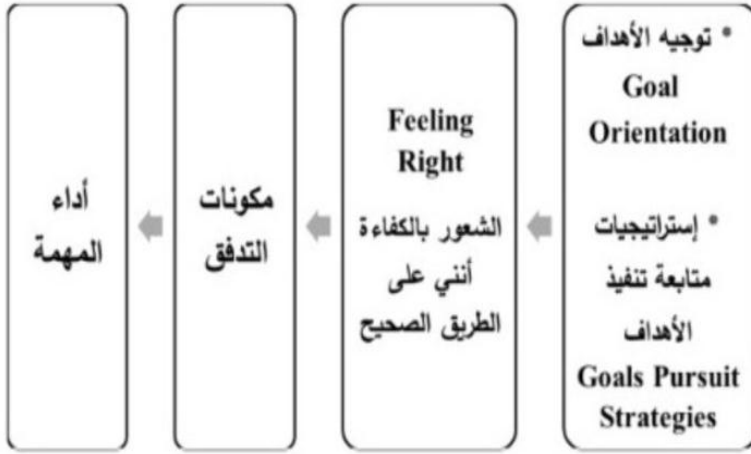 • توجيه الأهداف
Goal
Orientation
• إستراتيجيات
متابعة تنفيذ
الأهداف
Goals Pursuit
Strategies
Feeling
Right
الشعور بالكفاءة
أنني على
الطريق الصحيح
مكونات
التدفق
أداء
المهمة